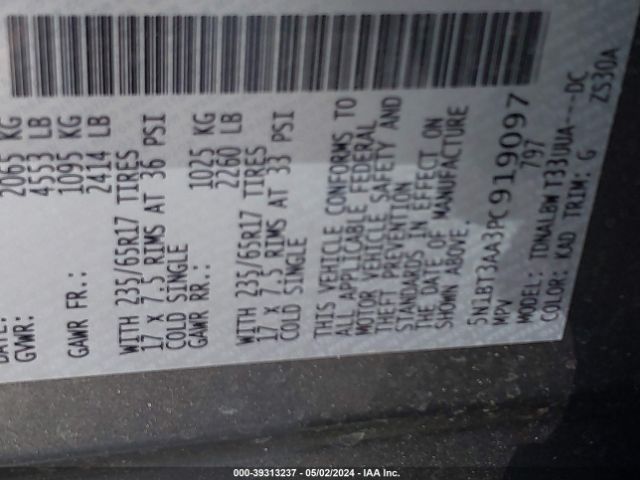 DATE:
GVWR: 2065 KG
4553 LB
GAWR FR.: 1095 KG
2414 LB
WITH 235/65R17 TIRES
17 X 7.5 RIMS AT 36 PSI
COLD SINGLE
GAWR RR.: 1025 KG
2260 LB
WITH 235/65R17 TIRES
17 X 7.5 RIMS AT 33 PSI
COLD SINGLE
THIS VEHICLE CONFORMS TO
ALL APPLICABLE FEDERAL
MOTOR VEHICLE SAFETY AND
THEFT PREVENTION
STANDARDS IN EFFECT ON
THE DATE OF MANUFACTURE
SHOWN ABOVE.
5N1BT3AA3PC919097
MPV 797
MODEL: TDNALBWT33UUA---DC
COLOR: KAD TRIM: G ZS30A
000-39313237 - 05/02/2024 - IAA Inc.